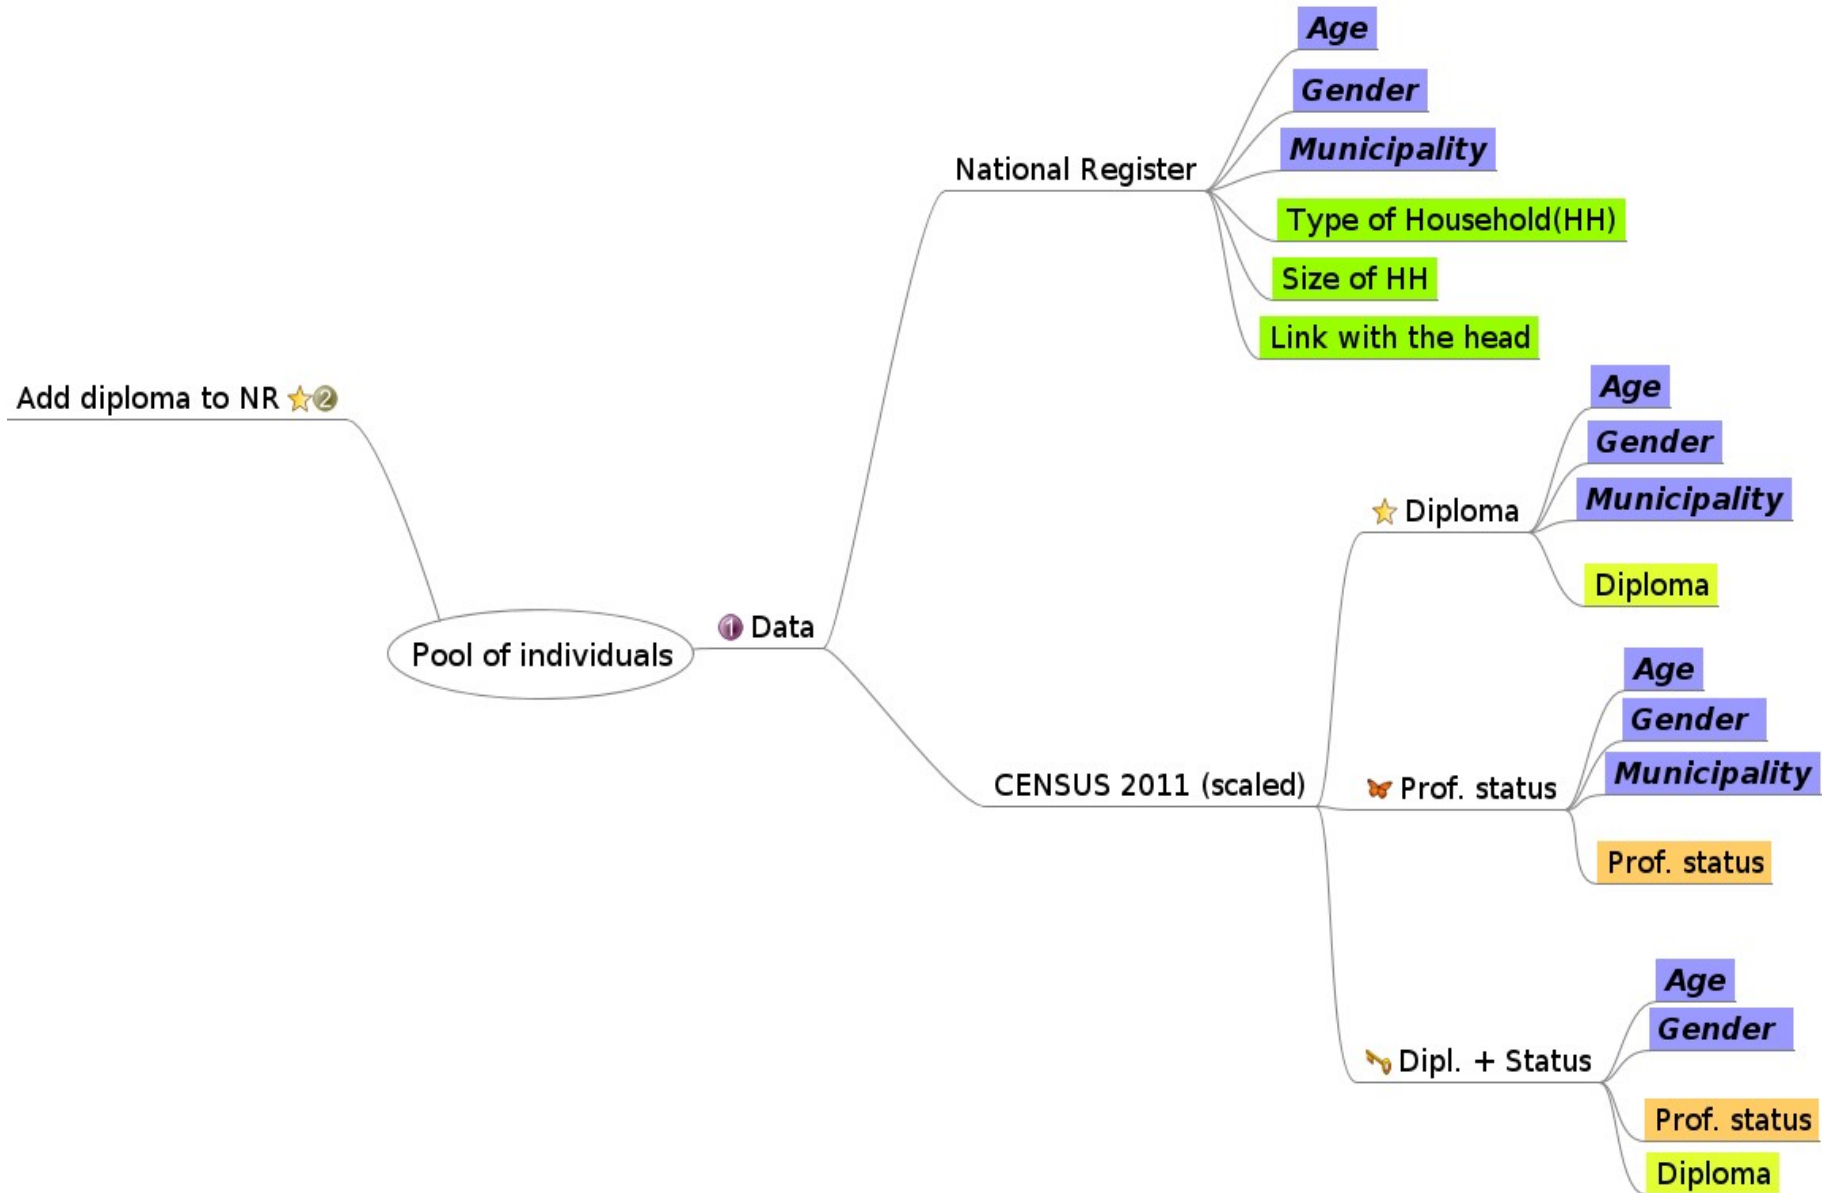 Age
Gender
Municipality
National Register
Type of Household(HH)
Size of HH
Link with the head
Add diploma to NR 2
Age
Gender
Municipality
Diploma
Diploma
1 Data
Pool of individuals
Age
Gender
Municipality
CENSUS 2011 (scaled)
Prof. status
Prof. status
Age
Gender
Dipl. + Status
Prof. status
Diploma